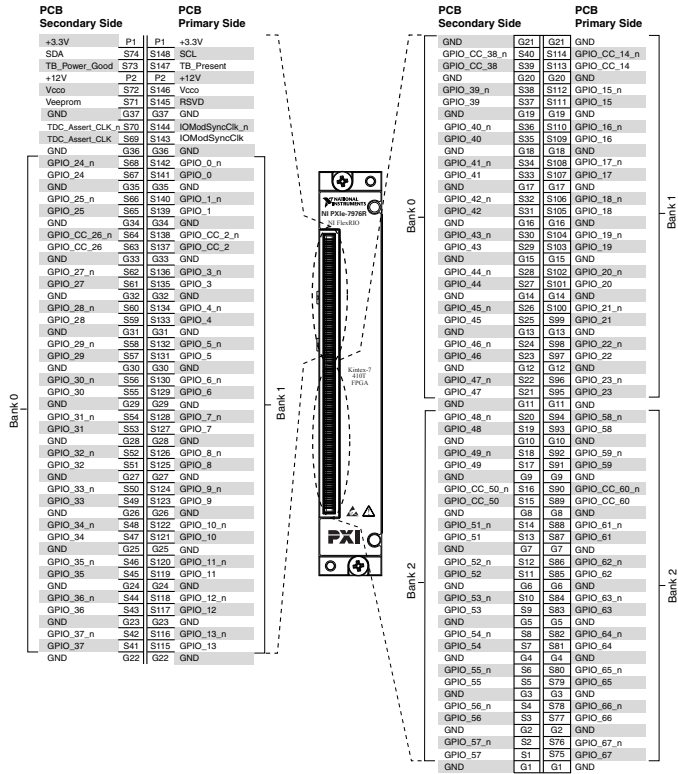 PCB Secondary Side
PCB Primary Side
+3.3V P1 P1 +3.3V
SDA S74 S148 SCL
TB_Power_Good S73 S147 TB_Present
+12V P2 P2 +12V
Vcco S72 S146 Vcco
Veeprom S71 S145 RSVD
GND G37 G37 GND
TDC_Assert_CLK_n S70 S144 IOModSyncClk_n
TDC_Assert_CLK S69 S143 IOModSyncClk
GND G36 G36 GND
GPIO_24_n S68 S142 GPIO_0_n
GPIO_24 S67 S141 GPIO_0
GND G35 G35 GND
GPIO_25_n S66 S140 GPIO_1_n
GPIO_25 S65 S139 GPIO_1
GND G34 G34 GND
GPIO_CC_26_n S64 S138 GPIO_CC_2_n
GPIO_CC_26 S63 S137 GPIO_CC_2
GND G33 G33 GND
GPIO_27_n S62 S136 GPIO_3_n
GPIO_27 S61 S135 GPIO_3
GND G32 G32 GND
GPIO_28_n S60 S134 GPIO_4_n
GPIO_28 S59 S133 GPIO_4
GND G31 G31 GND
GPIO_29_n S58 S132 GPIO_5_n
GPIO_29 S57 S131 GPIO_5
GND G30 G30 GND
GPIO_30_n S56 S130 GPIO_6_n
GPIO_30 S55 S129 GPIO_6
GND G29 G29 GND
GPIO_31_n S54 S128 GPIO_7_n
GPIO_31 S53 S127 GPIO_7
GND G28 G28 GND
GPIO_32_n S52 S126 GPIO_8_n
GPIO_32 S51 S125 GPIO_8
GND G27 G27 GND
GPIO_33_n S50 S124 GPIO_9_n
GPIO_33 S49 S123 GPIO_9
GND G26 G26 GND
GPIO_34_n S48 S122 GPIO_10_n
GPIO_34 S47 S121 GPIO_10
GND G25 G25 GND
GPIO_35_n S46 S120 GPIO_11_n
GPIO_35 S45 S119 GPIO_11
GND G24 G24 GND
GPIO_36_n S44 S118 GPIO_12_n
GPIO_36 S43 S117 GPIO_12
GND G23 G23 GND
GPIO_37_n S42 S116 GPIO_13_n
GPIO_37 S41 S115 GPIO_13
GND G22 G22 GND
Bank 0
Bank 1
NATIONAL INSTRUMENTS
NI PXIe-7976R
NI FlexRIO
Kintex-7
410T
FPGA
PXI
PCB Secondary Side
PCB Primary Side
GND G21 G21 GND
GPIO_CC_38_n S40 S114 GPIO_CC_14_n
GPIO_CC_38 S39 S113 GPIO_CC_14
GND G20 G20 GND
GPIO_39_n S38 S112 GPIO_15_n
GPIO_39 S37 S111 GPIO_15
GND G19 G19 GND
GPIO_40_n S36 S110 GPIO_16_n
GPIO_40 S35 S109 GPIO_16
GND G18 G18 GND
GPIO_41_n S34 S108 GPIO_17_n
GPIO_41 S33 S107 GPIO_17
GND G17 G17 GND
GPIO_42_n S32 S106 GPIO_18_n
GPIO_42 S31 S105 GPIO_18
GND G16 G16 GND
GPIO_43_n S30 S104 GPIO_19_n
GPIO_43 S29 S103 GPIO_19
GND G15 G15 GND
GPIO_44_n S28 S102 GPIO_20_n
GPIO_44 S27 S101 GPIO_20
GND G14 G14 GND
GPIO_45_n S26 S100 GPIO_21_n
GPIO_45 S25 S99 GPIO_21
GND G13 G13 GND
GPIO_46_n S24 S98 GPIO_22_n
GPIO_46 S23 S97 GPIO_22
GND G12 G12 GND
GPIO_47_n S22 S96 GPIO_23_n
GPIO_47 S21 S95 GPIO_23
GND G11 G11 GND
GPIO_48_n S20 S94 GPIO_58_n
GPIO_48 S19 S93 GPIO_58
GND G10 G10 GND
GPIO_49_n S18 S92 GPIO_59_n
GPIO_49 S17 S91 GPIO_59
GND G9 G9 GND
GPIO_CC_50_n S16 S90 GPIO_CC_60_n
GPIO_CC_50 S15 S89 GPIO_CC_60
GND G8 G8 GND
GPIO_51_n S14 S88 GPIO_61_n
GPIO_51 S13 S87 GPIO_61
GND G7 G7 GND
GPIO_52_n S12 S86 GPIO_62_n
GPIO_52 S11 S85 GPIO_62
GND G6 G6 GND
GPIO_53_n S10 S84 GPIO_63_n
GPIO_53 S9 S83 GPIO_63
GND G5 G5 GND
GPIO_54_n S8 S82 GPIO_64_n
GPIO_54 S7 S81 GPIO_64
GND G4 G4 GND
GPIO_55_n S6 S80 GPIO_65_n
GPIO_55 S5 S79 GPIO_65
GND G3 G3 GND
GPIO_56_n S4 S78 GPIO_66_n
GPIO_56 S3 S77 GPIO_66
GND G2 G2 GND
GPIO_57_n S2 S76 GPIO_67_n
GPIO_57 S1 S75 GPIO_67
GND G1 G1 GND
Bank 0
Bank 1
Bank 2
Bank 2